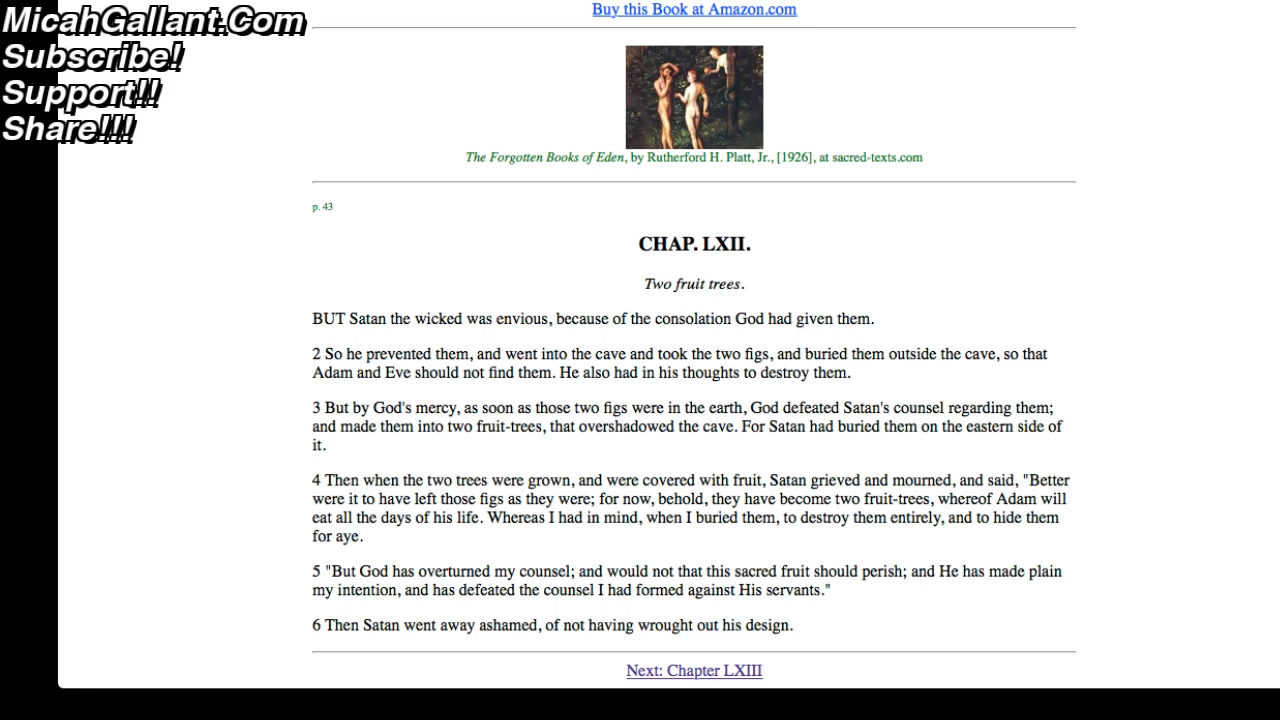 MicahGallant.Com
Subscribe!
Support!!
Share!!!
Buy this Book at Amazon.com
The Forgotten Books of Eden, by Rutherford H. Platt, Jr., [1926], at sacred-texts.com
p. 43
CHAP. LXII.
Two fruit trees.
BUT Satan the wicked was envious, because of the consolation God had given them.
2 So he prevented them, and went into the cave and took the two figs, and buried them outside the cave, so that
Adam and Eve should not find them. He also had in his thoughts to destroy them.
3 But by God's mercy, as soon as those two figs were in the earth, God defeated Satan's counsel regarding them;
and made them into two fruit-trees, that overshadowed the cave. For Satan had buried them on the eastern side of
it.
4 Then when the two trees were grown, and were covered with fruit, Satan grieved and mourned, and said, "Better
were it to have left those figs as they were; for now, behold, they have become two fruit-trees, whereof Adam will
eat all the days of his life. Whereas I had in mind, when I buried them, to destroy them entirely, and to hide them
for aye.
5 "But God has overturned my counsel; and would not that this sacred fruit should perish; and He has made plain
my intention, and has defeated the counsel I had formed against His servants."
6 Then Satan went away ashamed, of not having wrought out his design.
Next: Chapter LXIII